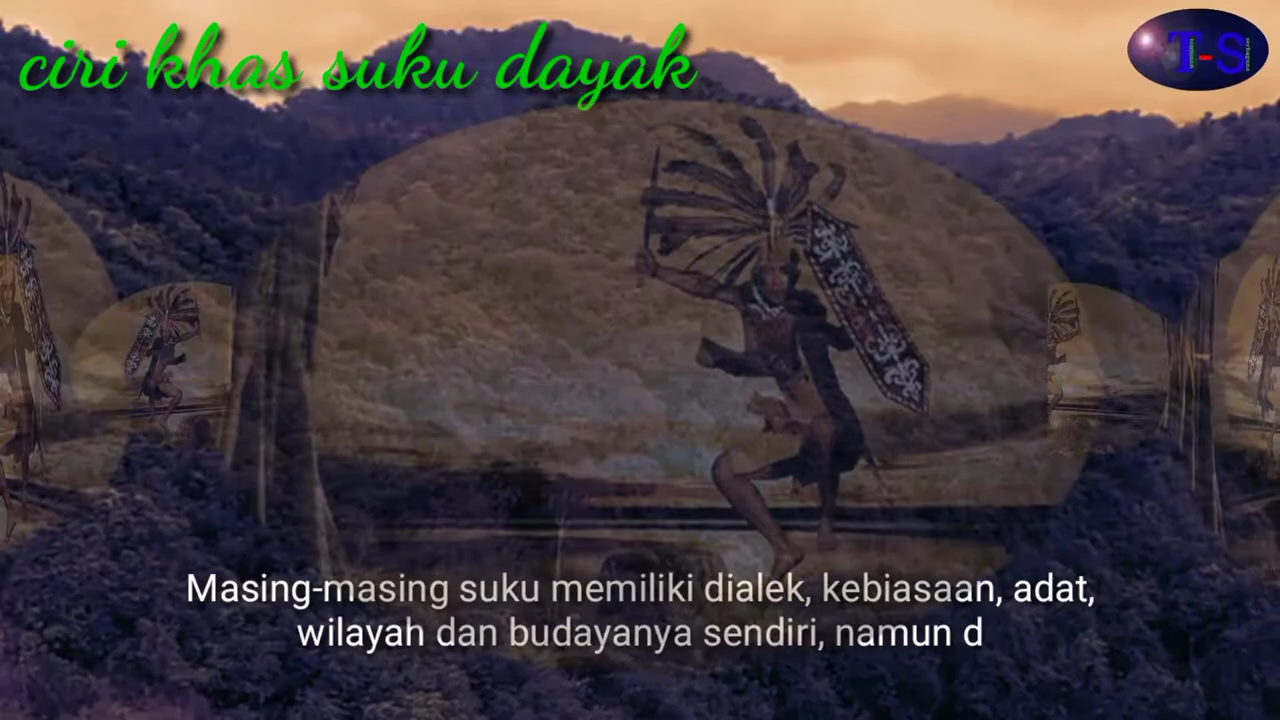 ciri khas suku dayak
T-S
Masing-masing suku memiliki dialek, kebiasaan, adat,
wilayah dan budayanya sendiri, namun d